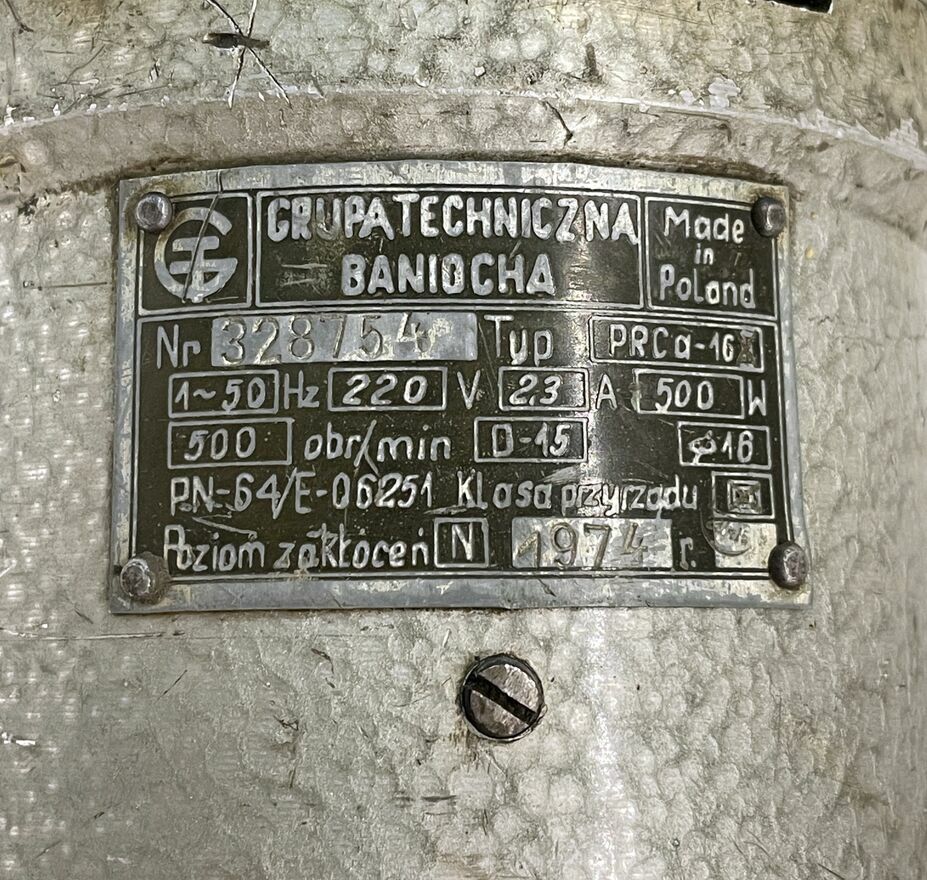 GRUPA TECHNICZNA
BANIOCHA
Made
in
Poland
Nr 328754 Typ PRCa-16
1~50 Hz 220 V 2.3 A 500 W
500 obr/min D-15 ø16
PN-64/E-06251 Klasa przyrządu
Poziom zakłóceń N 1974 r.